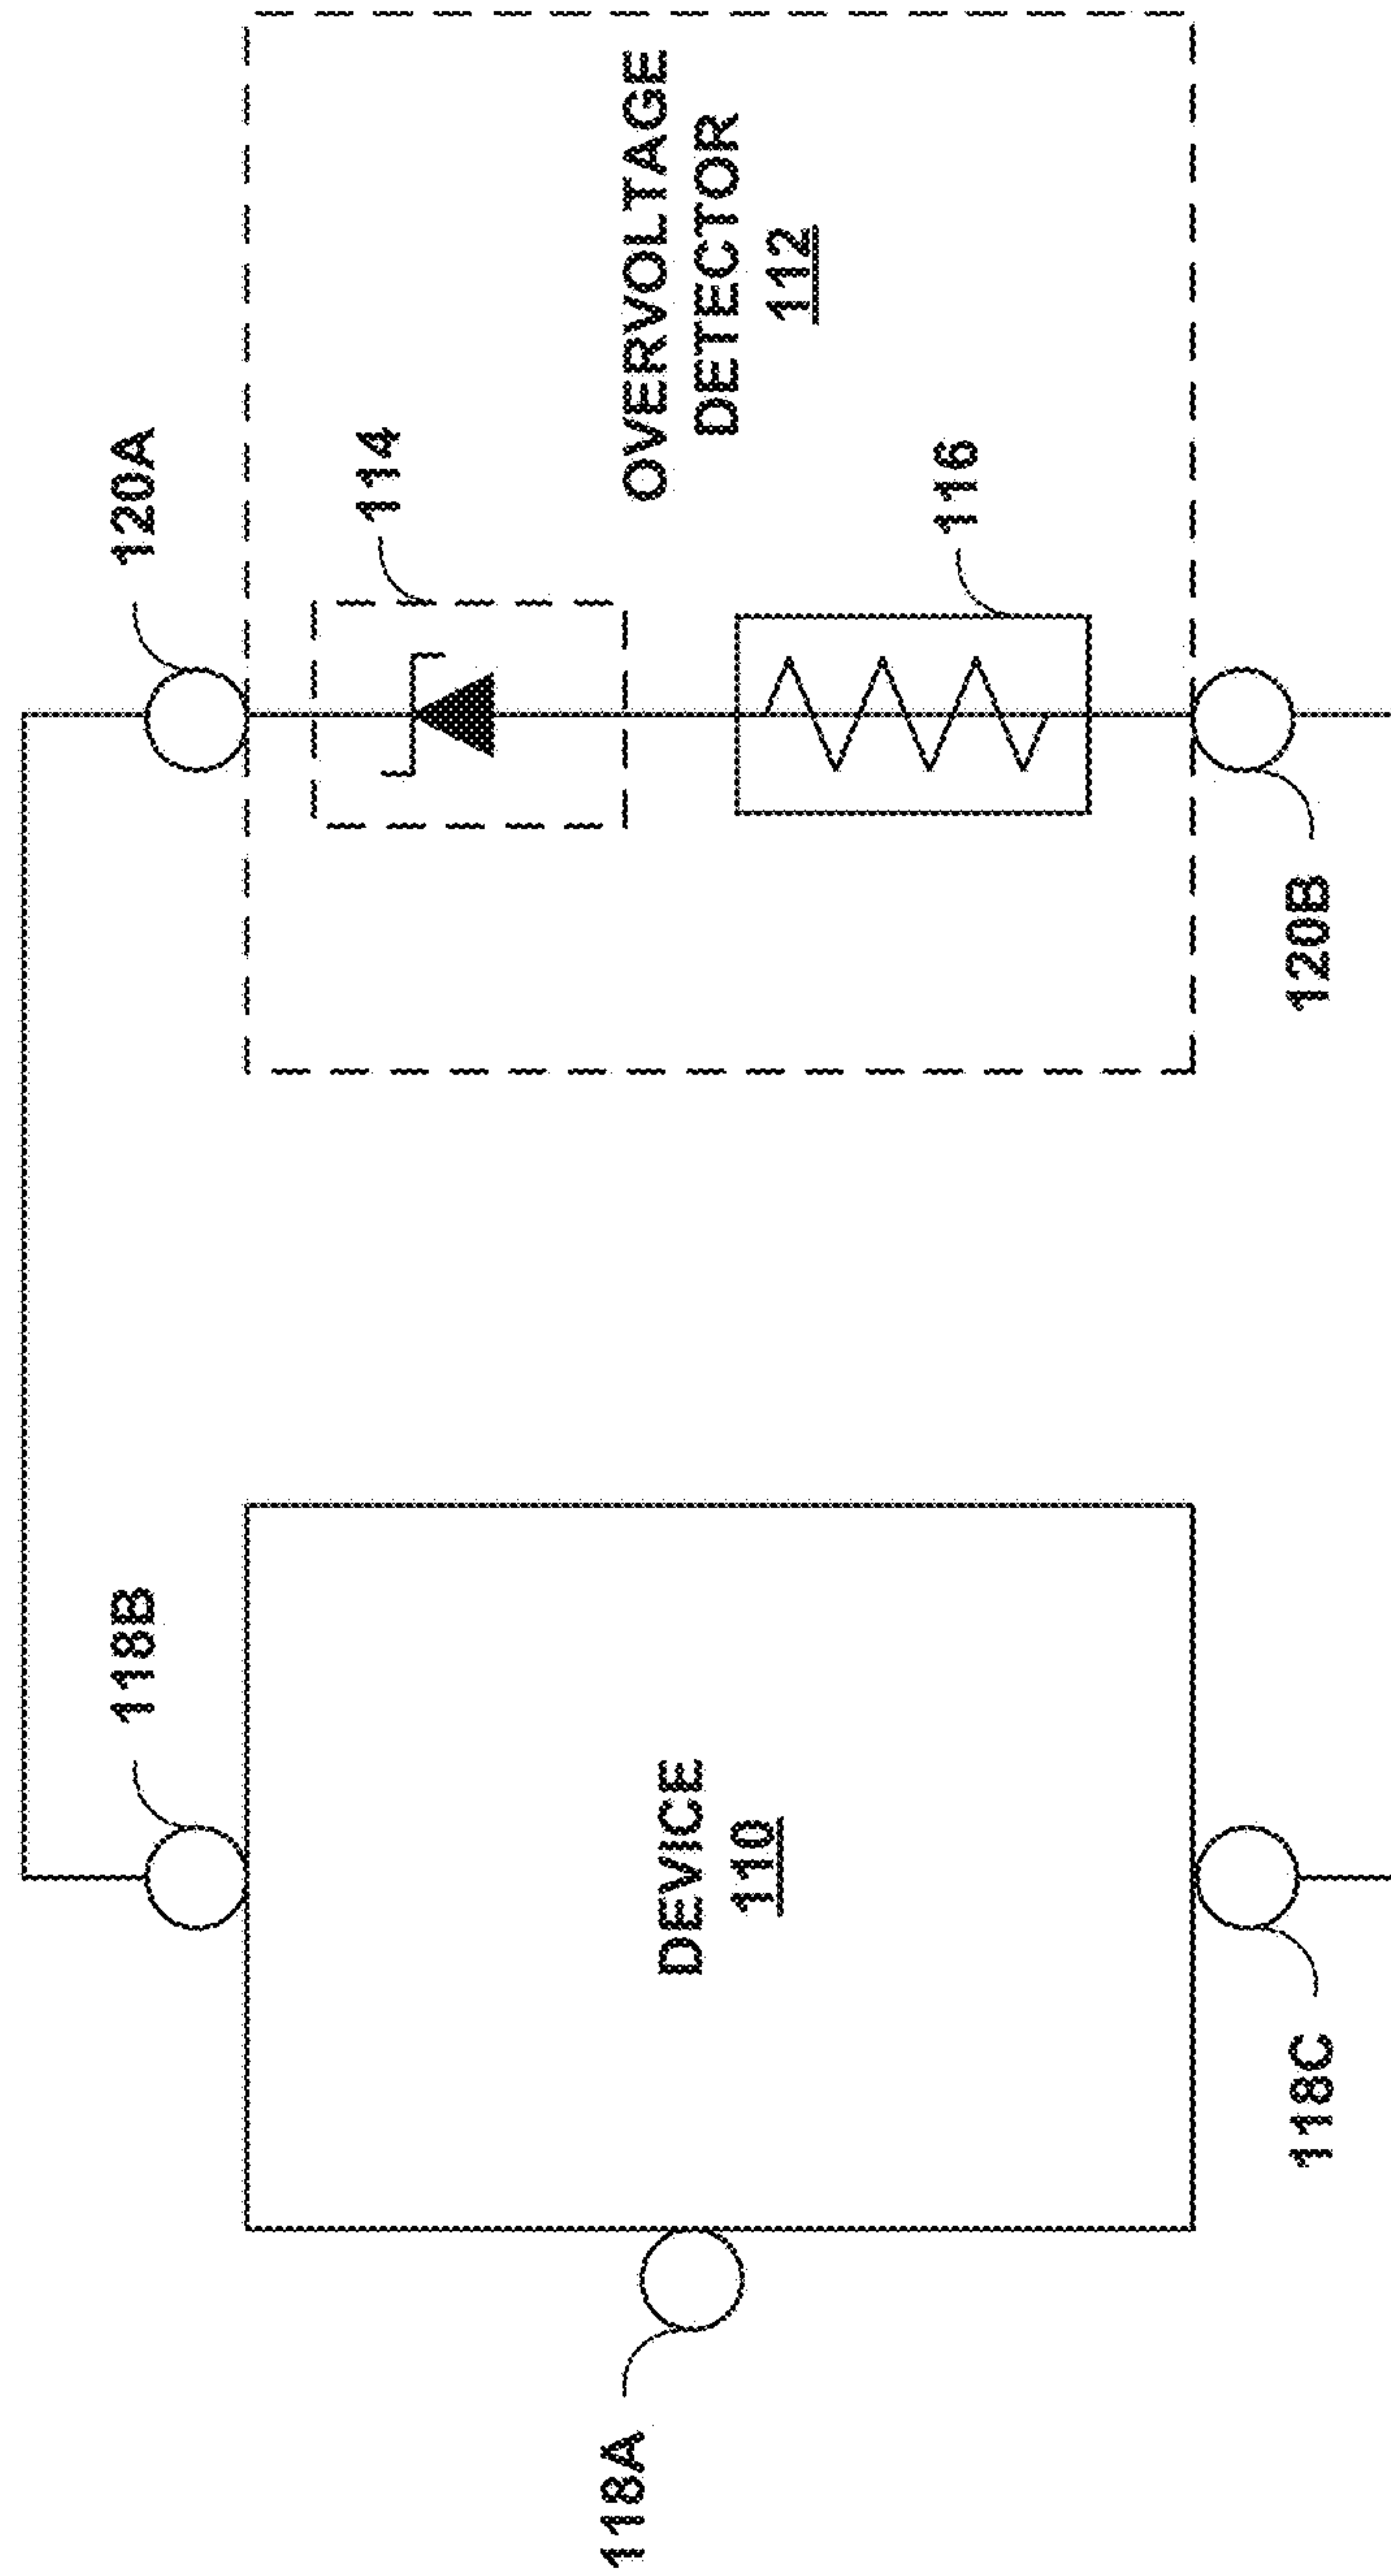 118A
118B
DEVICE
110
118C
120A
114
OVERVOLTAGE
DETECTOR
112
116
120B